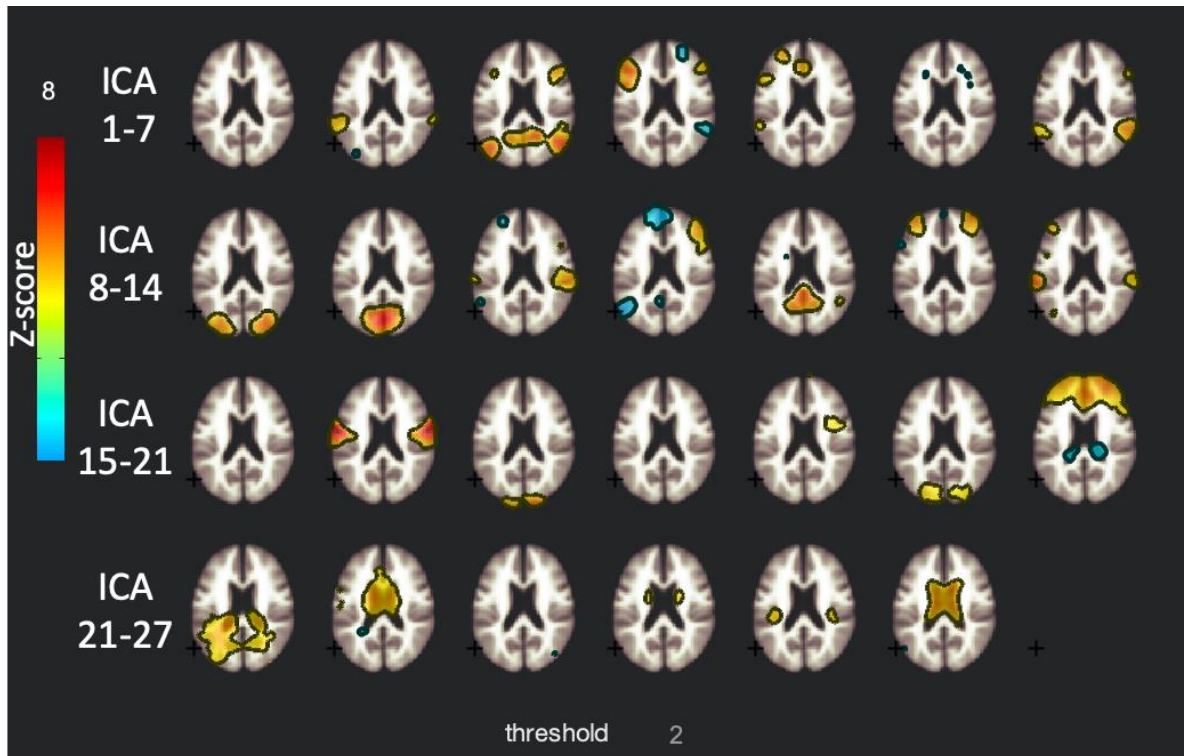 8
ICA
1-7
ICA
8-14
Z-score
ICA
15-21
ICA
21-27
threshold 2